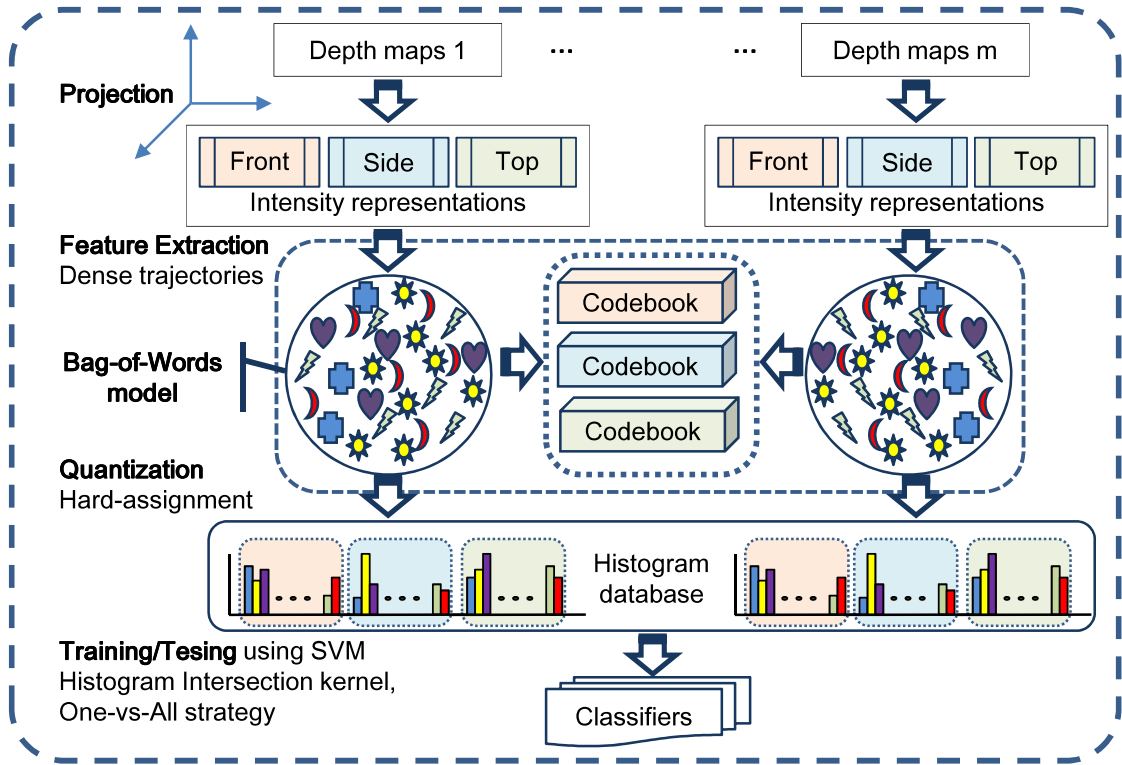 Depth maps 1
...
...
Depth maps m
Projection
Front
Side
Top
Intensity representations
Front
Side
Top
Intensity representations
Feature Extraction
Dense trajectories
Codebook
Codebook
Codebook
Bag-of-Words
model
Quantization
Hard-assignment
...
...
...
Histogram
database
...
...
...
Training/Tesing using SVM
Histogram Intersection kernel,
One-vs-All strategy
Classifiers